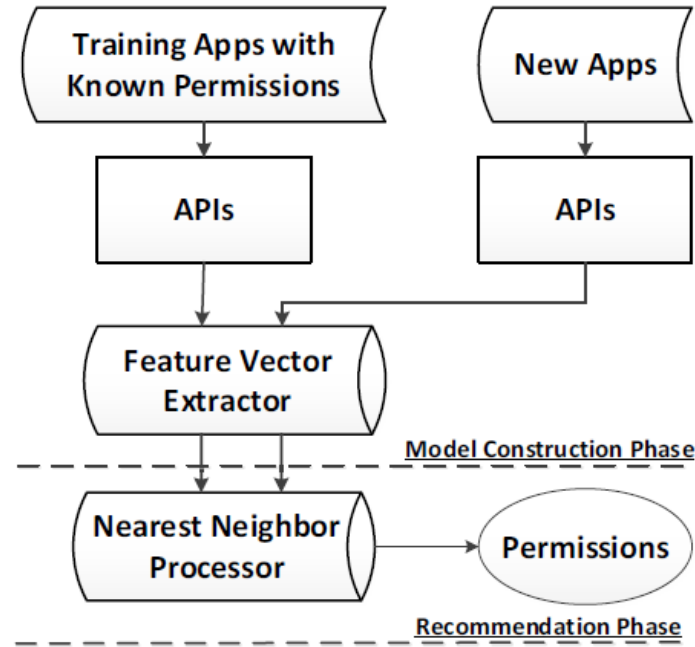 Training Apps with
Known Permissions
New Apps
APIs
APIs
Feature Vector
Extractor
Model Construction Phase
Nearest Neighbor
Processor
Permissions
Recommendation Phase